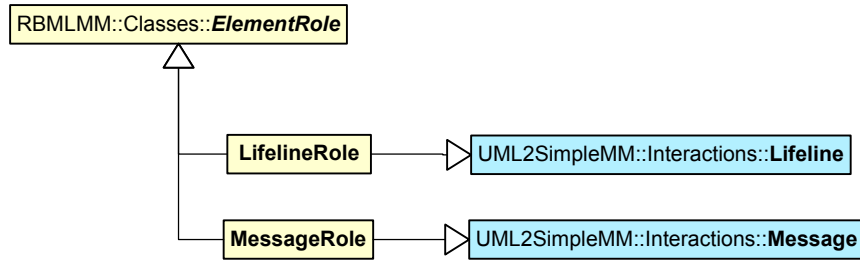 RBMLMM::Classes::ElementRole
LifelineRole
UML2SimpleMM::Interactions::Lifeline
MessageRole
UML2SimpleMM::Interactions::Message